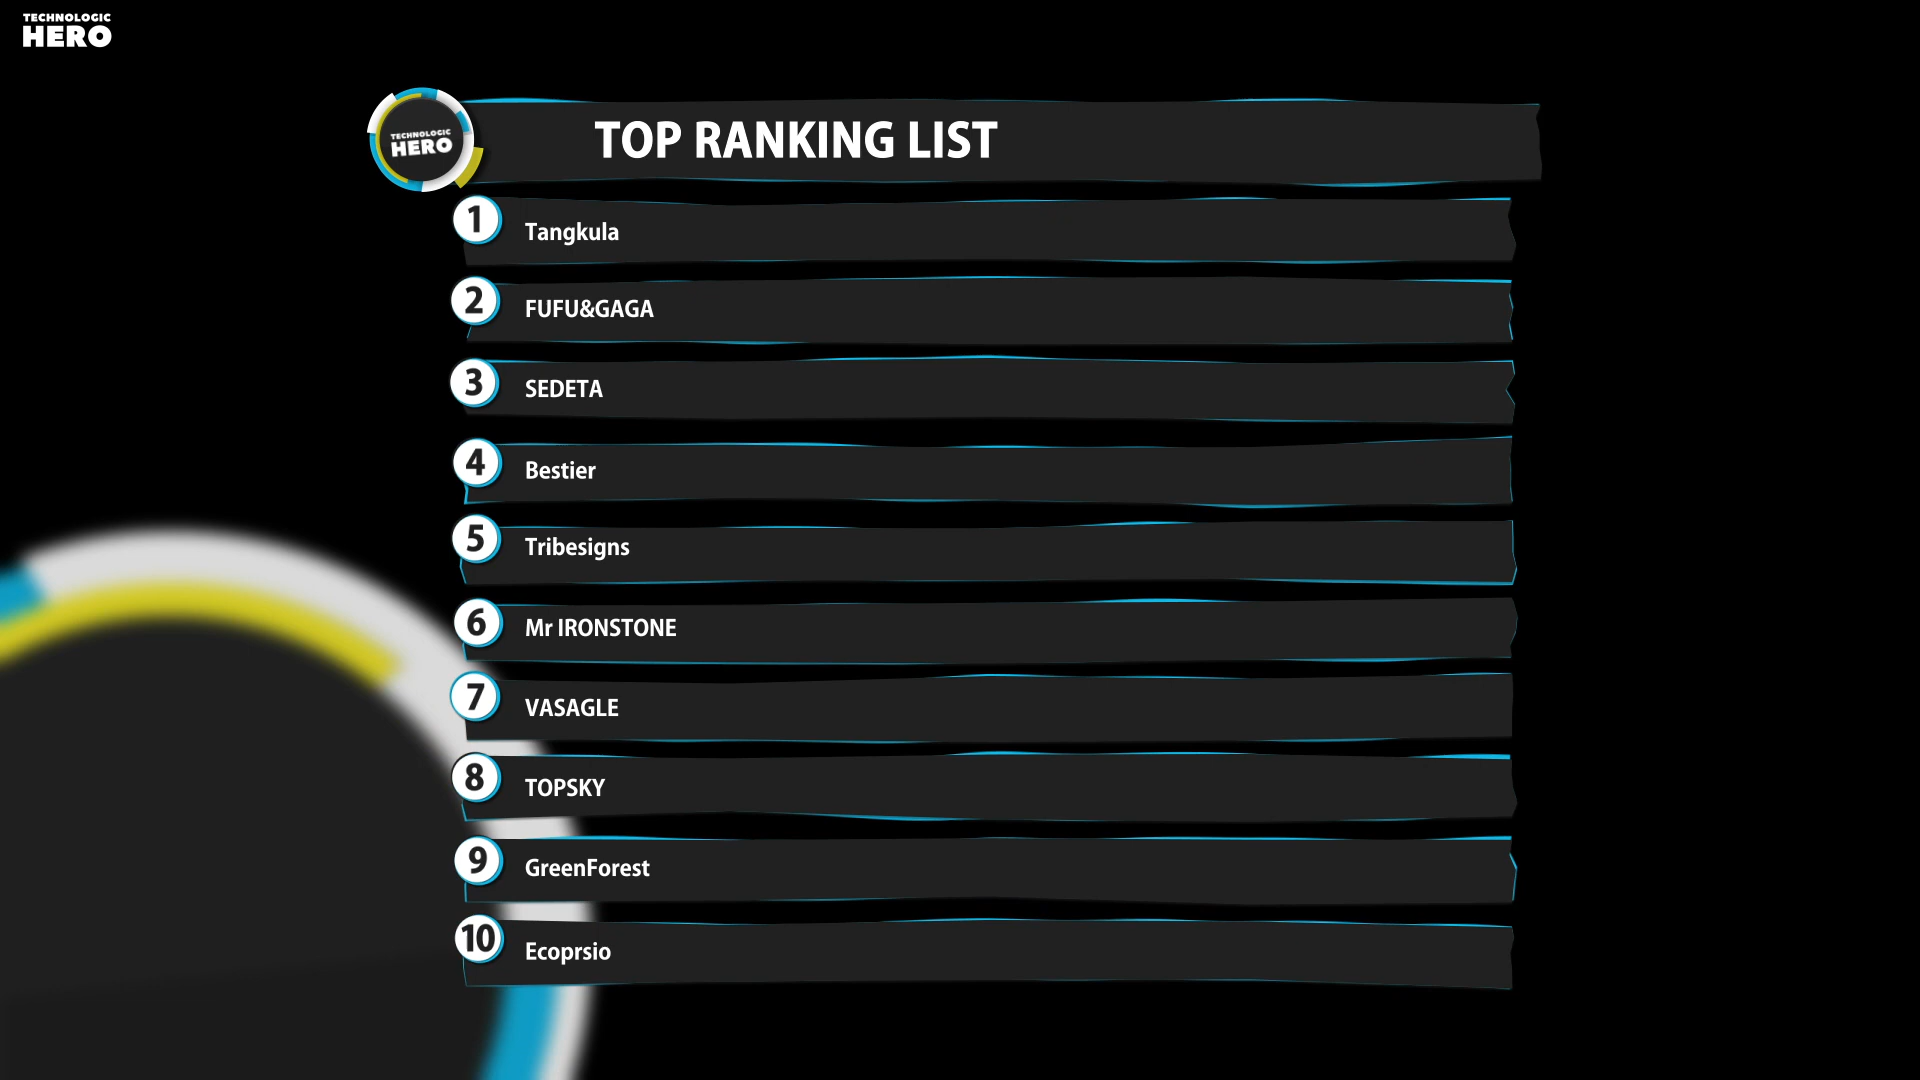 TECHNOLOGIC
HERO
TECHNOLOGIC
HERO
TOP RANKING LIST
1
Tangkula
2
FUFU&GAGA
3
SEDETA
4
Bestier
5
Tribesigns
6
Mr IRONSTONE
7
VASAGLE
8
TOPSKY
9
GreenForest
10
Ecoprsio